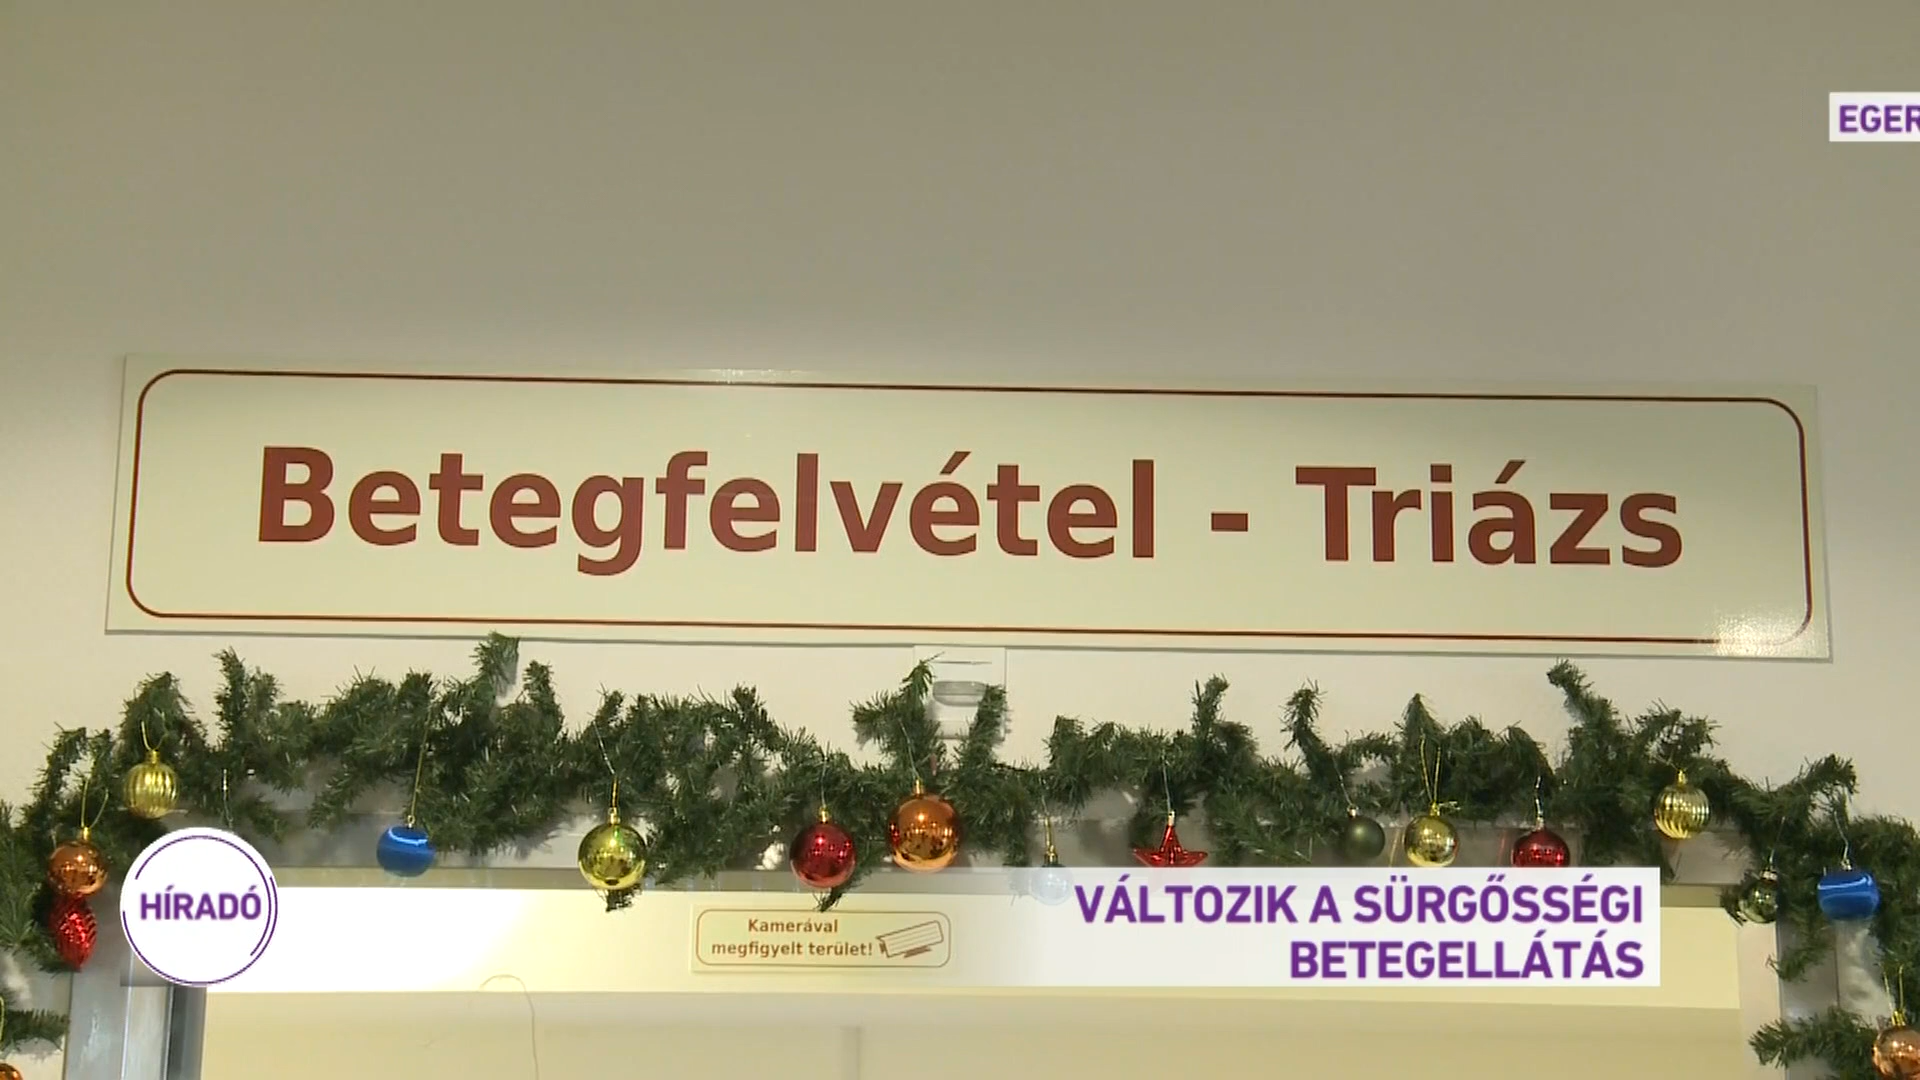 EGER
Betegfelvétel - Triázs
Kamerával
megfigyelt terület!
HÍRADÓ
VÁLTOZIK A SÜRGŐSSÉGI
BETEGELLÁTÁS